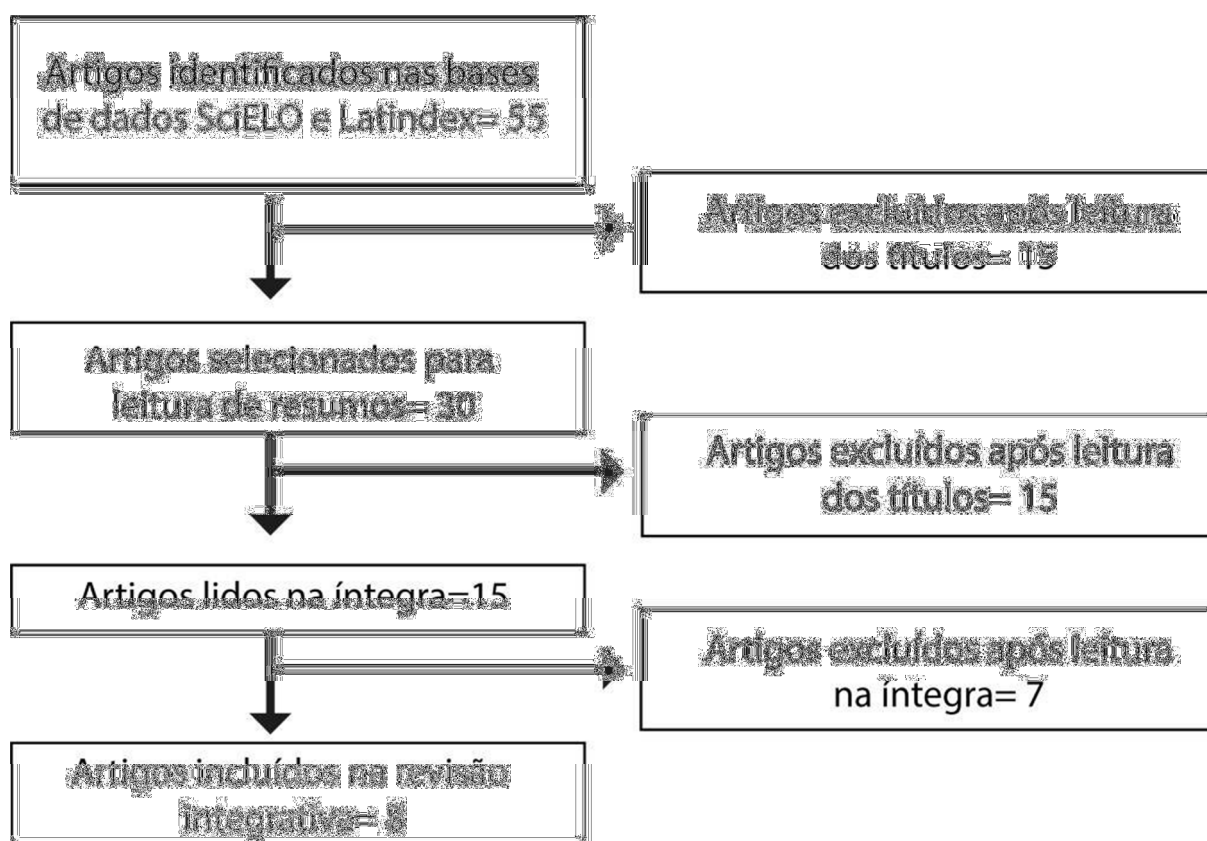 Artigos identificados nas bases
de dados SciELO e Latindex= 55
Artigos excluídos após leitura
dos títulos= 15
Artigos selecionados para
leitura de resumos= 30
Artigos excluídos após leitura
dos títulos= 15
Artigos lidos na íntegra=15
Artigos excluídos após leitura
na íntegra= 7
Artigos incluídos na revisão
integrativa= 8